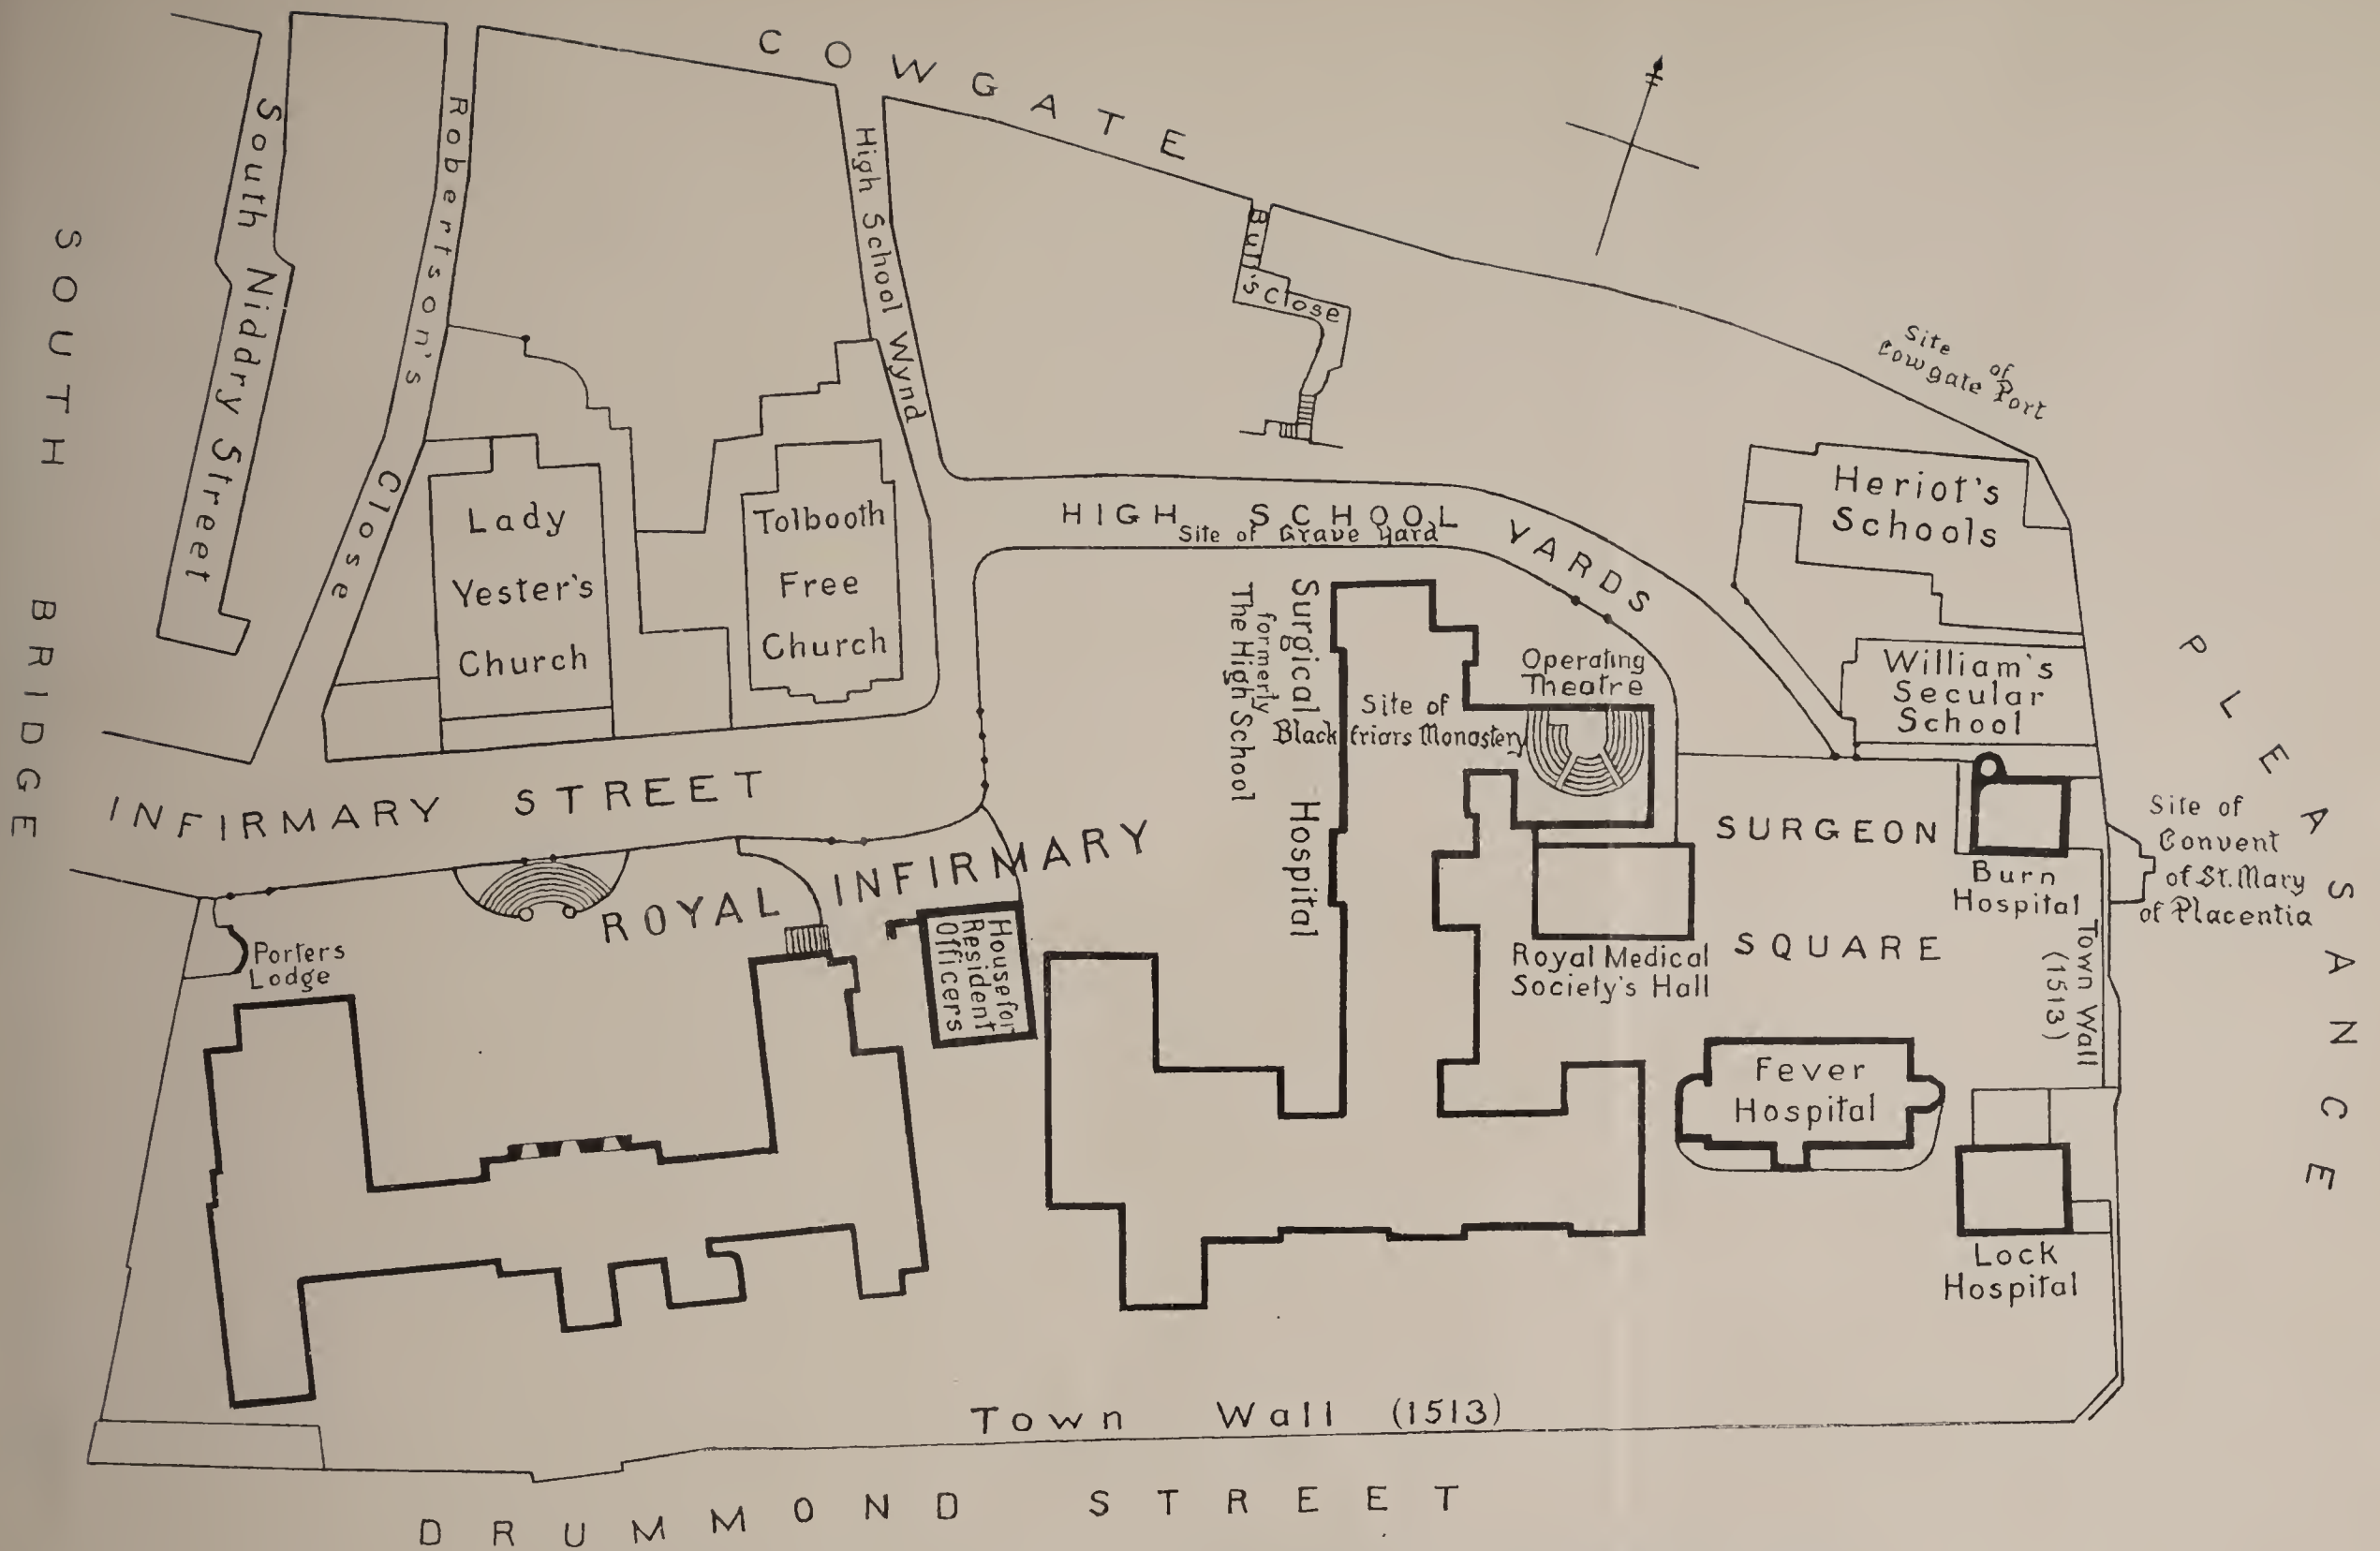 COWGATE
South Niddry Street
Robertson's Close
High School Wynd
Bull's Close
SOUTH BRIDGE
Site of
Cowgate Port
Lady
Yester's
Church
Tolbooth
Free
Church
HIGH SCHOOL YARDS
Site of Grave Yard
Heriot's
Schools
William's
Secular
School
PLEASANCE
Surgical Hospital
formerly
The High School
Operating
Theatre
Site of
Blackfriars Monastery
INFIRMARY STREET
ROYAL INFIRMARY
SURGEON
SQUARE
Burn
Hospital
Site of
Convent
of St. Mary
of Placentia
Porters
Lodge
House for
Resident
Officers
Royal Medical
Society's Hall
Town Wall
(1513)
Fever
Hospital
Lock
Hospital
Town Wall (1513)
DRUMMOND STREET